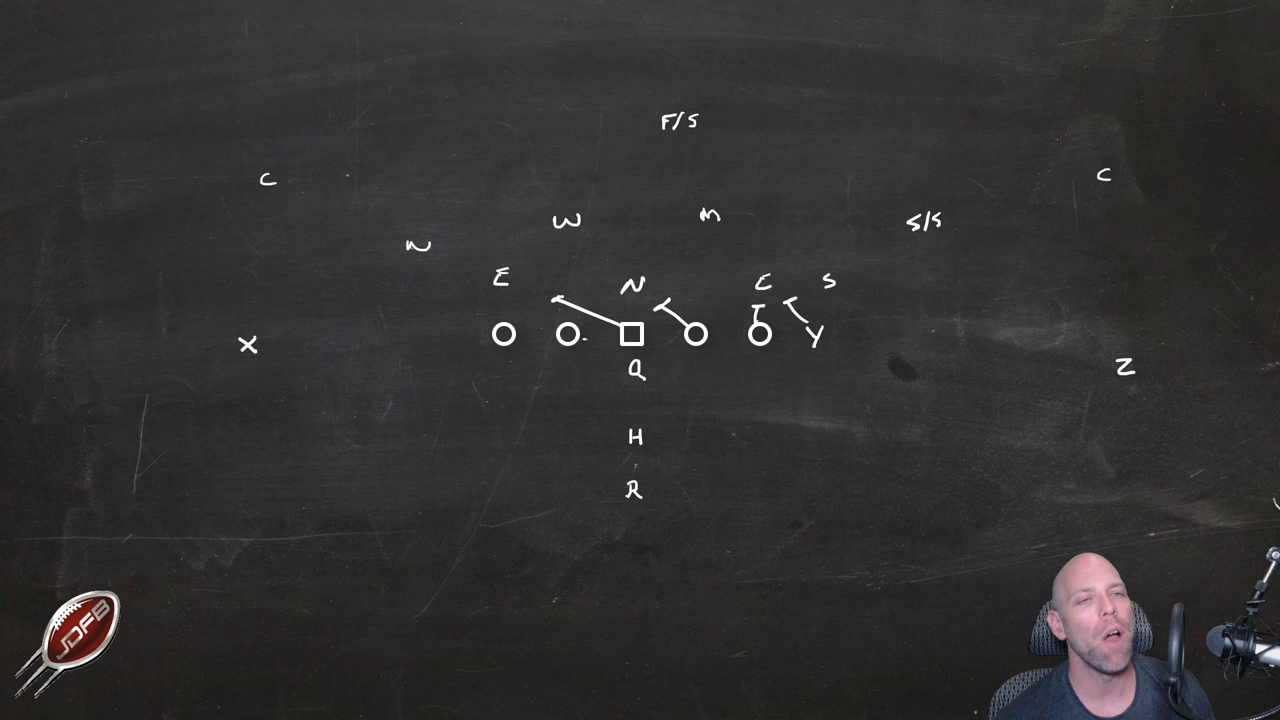 F/S
C C
W M S/S
N
E N E S
X Y
Q Z
H
R
JDFB